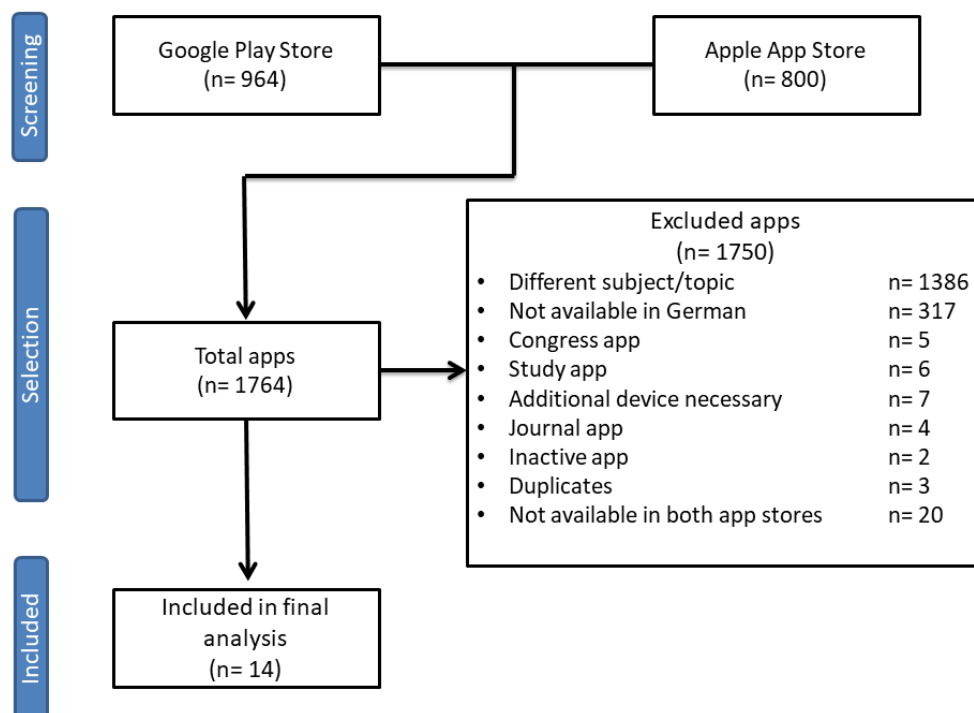 Screening
Google Play Store
(n= 964)
Apple App Store
(n= 800)
Selection
Total apps
(n= 1764)
Excluded apps
(n= 1750)
• Different subject/topic n= 1386
• Not available in German n= 317
• Congress app n= 5
• Study app n= 6
• Additional device necessary n= 7
• Journal app n= 4
• Inactive app n= 2
• Duplicates n= 3
• Not available in both app stores n= 20
Included
Included in final
analysis
(n= 14)